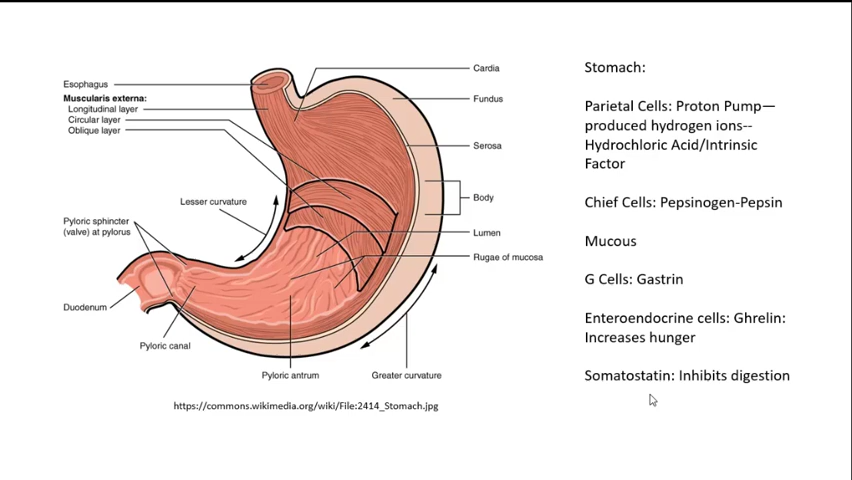 Esophagus
Muscularis externa:
Longitudinal layer
Circular layer
Oblique layer
Lesser curvature
Pyloric sphincter
(valve) at pylorus
Duodenum
Pyloric canal
Pyloric antrum
Greater curvature
Cardia
Fundus
Serosa
Body
Lumen
Rugae of mucosa
https://commons.wikimedia.org/wiki/File:2414_Stomach.jpg
Stomach:
Parietal Cells: Proton Pump—
produced hydrogen ions--
Hydrochloric Acid/Intrinsic
Factor
Chief Cells: Pepsinogen-Pepsin
Mucous
G Cells: Gastrin
Enteroendocrine cells: Ghrelin:
Increases hunger
Somatostatin: Inhibits digestion